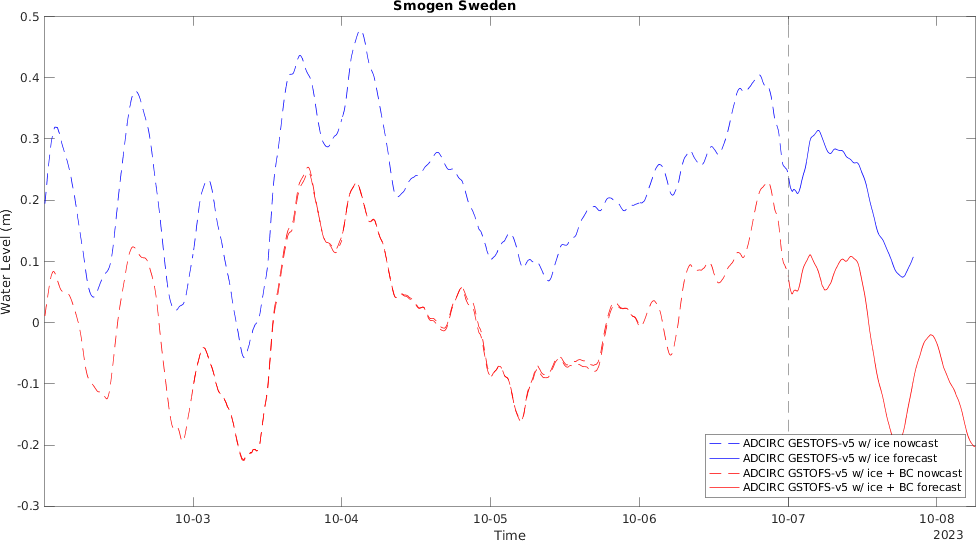 Smogen Sweden
Water Level (m)
0.5
0.4
0.3
0.2
0.1
0
-0.1
-0.2
-0.3
ADCIRC GESTOFS-v5 w/ ice nowcast
ADCIRC GESTOFS-v5 w/ ice forecast
ADCIRC GSTOFS-v5 w/ ice + BC nowcast
ADCIRC GSTOFS-v5 w/ ice + BC forecast
10-03 10-04 10-05 10-06 10-07 10-08
Time
2023